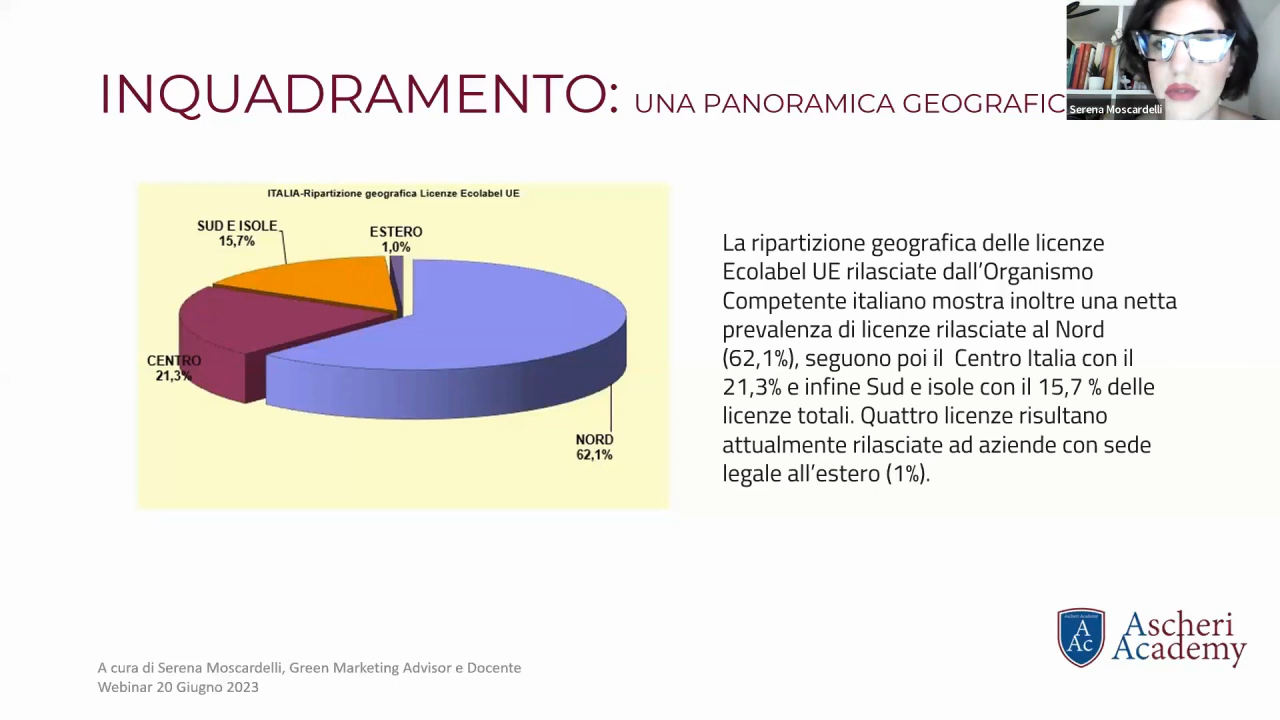 INQUADRAMENTO: UNA PANORAMICA GEOGRAFIC
Serena Moscardelli
ITALIA-Ripartizione geografica Licenze Ecolabel UE
SUD E ISOLE
15,7%
ESTERO
1,0%
CENTRO
21,3%
NORD
62,1%
La ripartizione geografica delle licenze
Ecolabel UE rilasciate dall'Organismo
Competente italiano mostra inoltre una netta
prevalenza di licenze rilasciate al Nord
(62,1%), seguono poi il  Centro Italia con il
21,3% e infine Sud e isole con il 15,7 % delle
licenze totali. Quattro licenze risultano
attualmente rilasciate ad aziende con sede
legale all'estero (1%).
Ascheri Academy
A
Ac
Ascheri
Academy
A cura di Serena Moscardelli, Green Marketing Advisor e Docente
Webinar 20 Giugno 2023